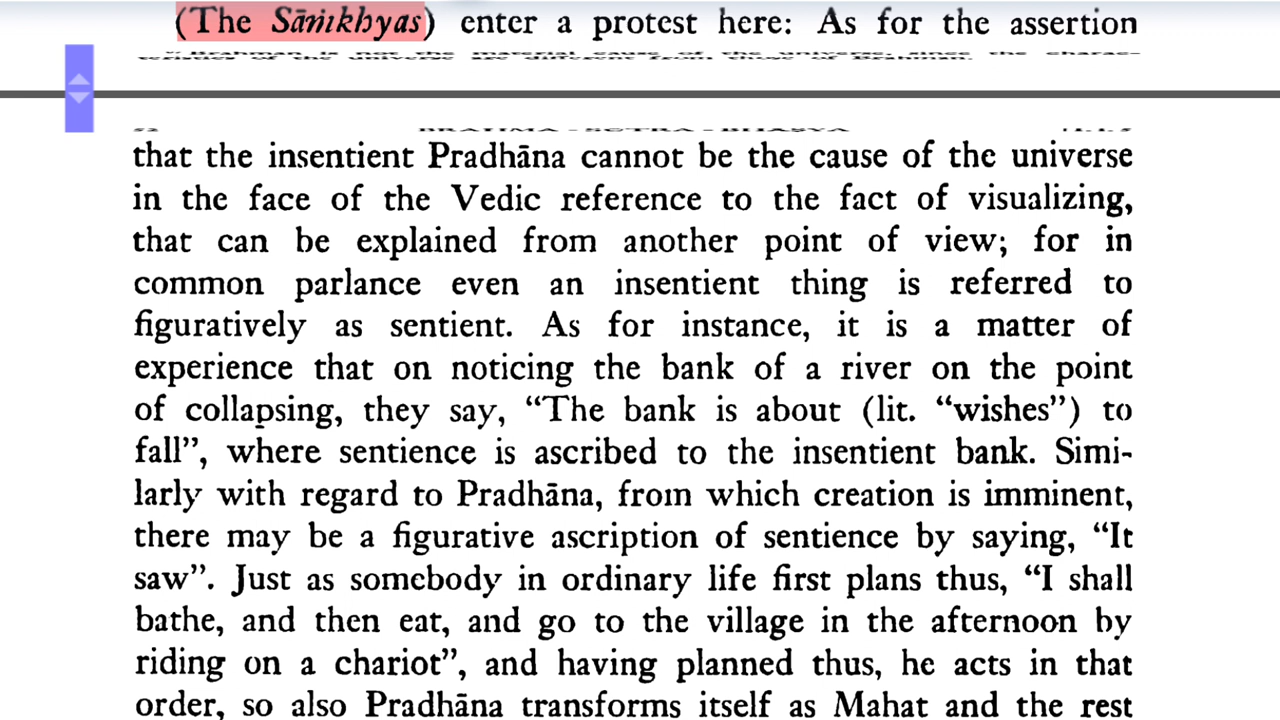 (The Sāṁkhyas) enter a protest here: As for the assertion
that the insentient Pradhāna cannot be the cause of the universe
in the face of the Vedic reference to the fact of visualizing,
that can be explained from another point of view; for in
common parlance even an insentient thing is referred to
figuratively as sentient. As for instance, it is a matter of
experience that on noticing the bank of a river on the point
of collapsing, they say, “The bank is about (lit. “wishes”) to
fall”, where sentience is ascribed to the insentient bank. Simi-
larly with regard to Pradhāna, from which creation is imminent,
there may be a figurative ascription of sentience by saying, “It
saw”. Just as somebody in ordinary life first plans thus, “I shall
bathe, and then eat, and go to the village in the afternoon by
riding on a chariot”, and having planned thus, he acts in that
order, so also Pradhāna transforms itself as Mahat and the rest